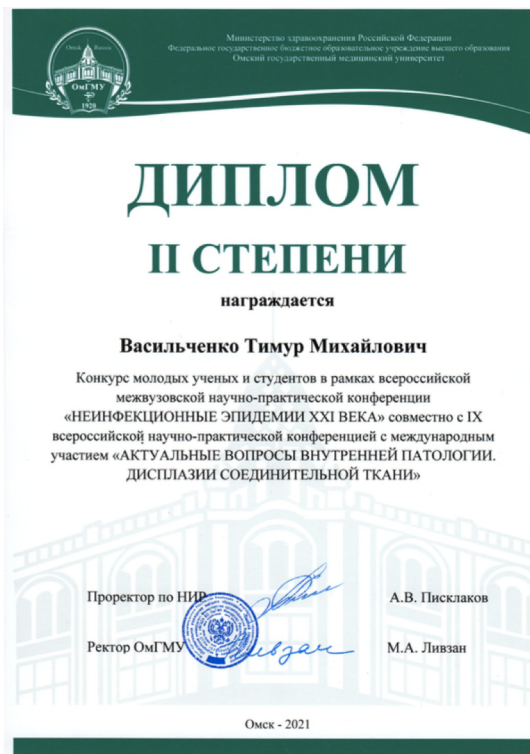 Министерство здравоохранения Российской Федерации
Федеральное государственное бюджетное образовательное учреждение высшего образования
Омский государственный медицинский университет
Omsk Russia
ОмГМУ
1920
ДИПЛОМ
II СТЕПЕНИ
награждается
Васильченко Тимур Михайлович
Конкурс молодых ученых и студентов в рамках всероссийской
межвузовской научно-практической конференции
«НЕИНФЕКЦИОННЫЕ ЭПИДЕМИИ XXI ВЕКА» совместно с IX
всероссийской научно-практической конференцией с международным
участием «АКТУАЛЬНЫЕ ВОПРОСЫ ВНУТРЕННЕЙ ПАТОЛОГИИ.
ДИСПЛАЗИИ СОЕДИНИТЕЛЬНОЙ ТКАНИ»
Проректор по НИР А.В. Писклаков
Ректор ОмГМУ Ливзан М.А. Ливзан
Омск - 2021